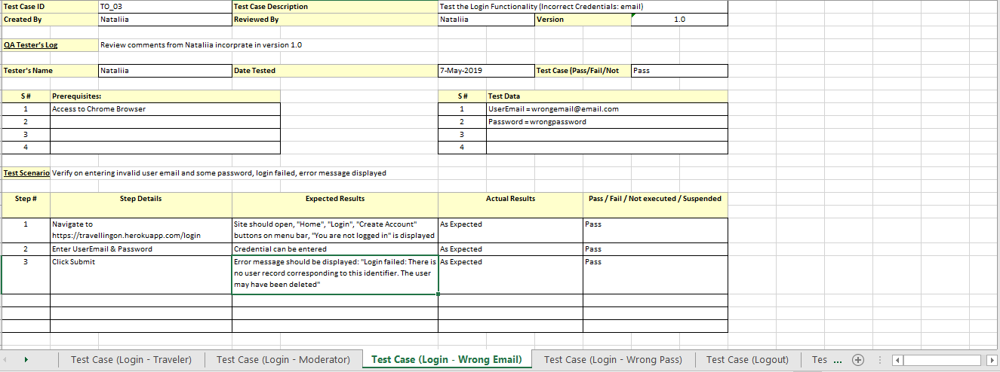 Test Case ID TO_03 Test Case Description Test the Login Functionality (Incorrect Credentials: email)
Created By Nataliia Reviewed By Nataliia Version 1.0
QA Tester's Log Review comments from Nataliia incorprate in version 1.0
Tester's Name Nataliia Date Tested 7-May-2019 Test Case (Pass/Fail/Not Pass
S # Prerequisites: S # Test Data
1 Access to Chrome Browser 1 UserEmail = wrongemail@email.com
2 2 Password = wrongpassword
3 3
4 4
Test Scenario Verify on entering invalid user email and some password, login failed, error message displayed
Step # Step Details Expected Results Actual Results Pass / Fail / Not executed / Suspended
1 Navigate to Site should open, "Home", "Login", "Create Account" As Expected Pass
https://travellingon.herokuapp.com/login buttons on menu bar, "You are not logged in" is displayed
2 Enter UserEmail & Password Credential can be entered As Expected Pass
3 Click Submit Error message should be displayed: "Login failed: There is As Expected Pass
no user record corresponding to this identifier. The user
may have been deleted"
Test Case (Login - Traveler) Test Case (Login - Moderator) Test Case (Login - Wrong Email) Test Case (Login - Wrong Pass) Test Case (Logout) Tes ...